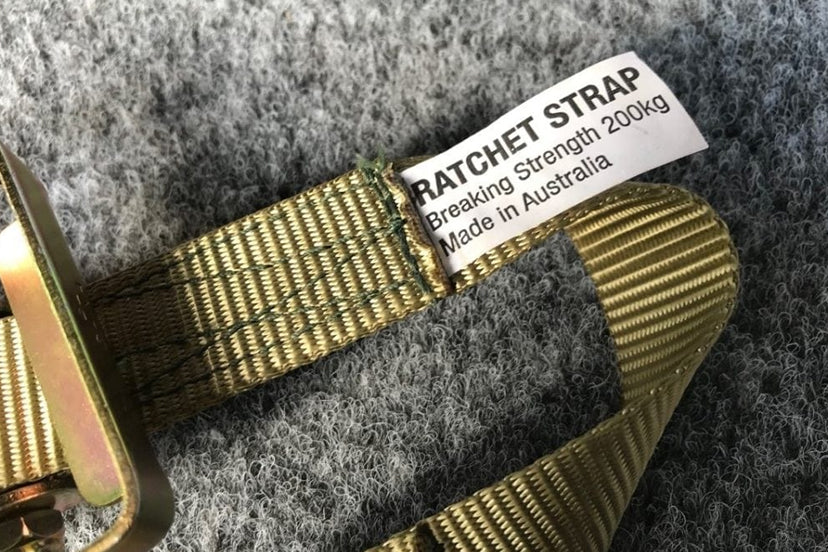 RATCHET STRAP
Breaking Strength 200kg
Made in Australia